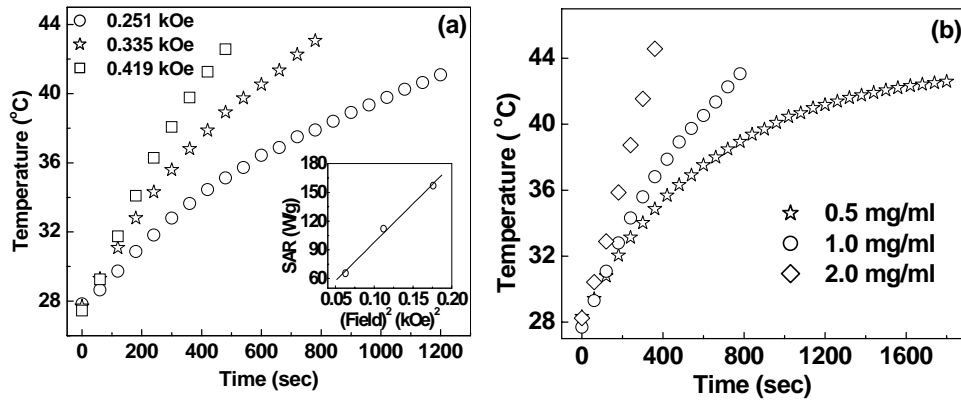 (a)
0.251 kOe
0.335 kOe
0.419 kOe
44
40
36
32
28
Temperature (°C)
0 200 400 600 800 1000 1200
Time (sec)
180
150
120
90
60
SAR (W/g)
0.05 0.10 0.15 0.20
(Field)² (kOe)²
(b)
44
40
36
32
28
Temperature ( °C)
0.5 mg/ml
1.0 mg/ml
2.0 mg/ml
0 400 800 1200 1600
Time (sec)